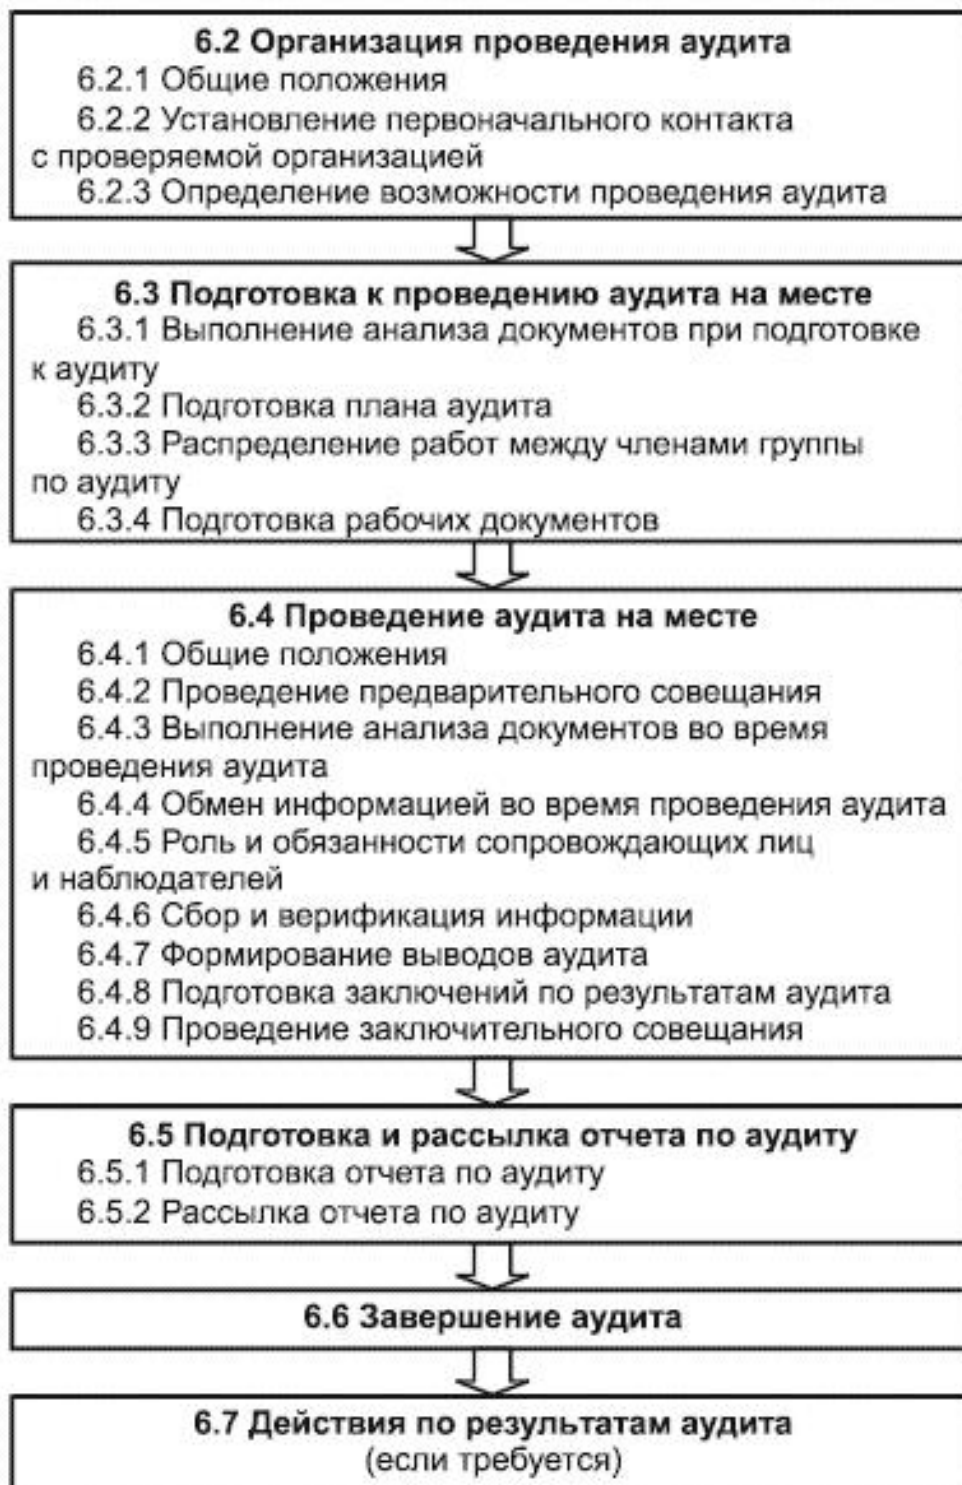 6.2 Организация проведения аудита
6.2.1 Общие положения
6.2.2 Установление первоначального контакта
с проверяемой организацией
6.2.3 Определение возможности проведения аудита
6.3 Подготовка к проведению аудита на месте
6.3.1 Выполнение анализа документов при подготовке
к аудиту
6.3.2 Подготовка плана аудита
6.3.3 Распределение работ между членами группы
по аудиту
6.3.4 Подготовка рабочих документов
6.4 Проведение аудита на месте
6.4.1 Общие положения
6.4.2 Проведение предварительного совещания
6.4.3 Выполнение анализа документов во время
проведения аудита
6.4.4 Обмен информацией во время проведения аудита
6.4.5 Роль и обязанности сопровождающих лиц
и наблюдателей
6.4.6 Сбор и верификация информации
6.4.7 Формирование выводов аудита
6.4.8 Подготовка заключений по результатам аудита
6.4.9 Проведение заключительного совещания
6.5 Подготовка и рассылка отчета по аудиту
6.5.1 Подготовка отчета по аудиту
6.5.2 Рассылка отчета по аудиту
6.6 Завершение аудита
6.7 Действия по результатам аудита
(если требуется)